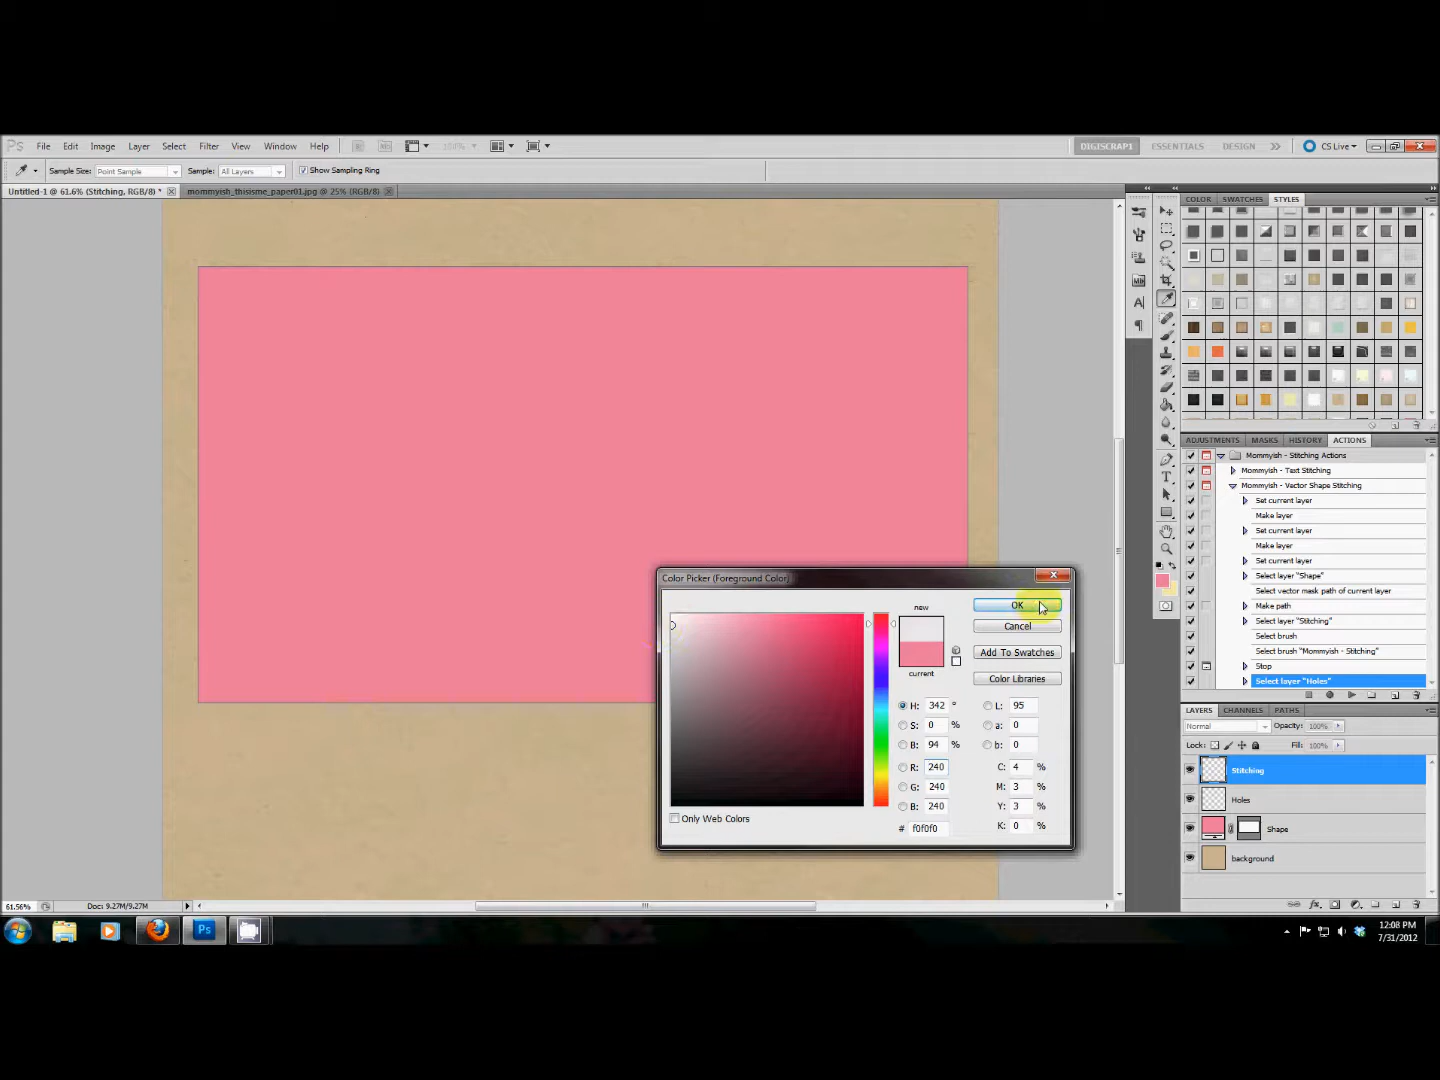 Ps File Edit Image Layer Select Filter View Window Help 100% DIGISCRAP1 ESSENTIALS DESIGN CS Live
Sample Size: Point Sample Sample: All Layers Show Sampling Ring
Untitled-1 @ 61.6% (Stitching, RGB/8) * mommyish_thisisme_paper01.jpg @ 25% (RGB/8)
COLOR SWATCHES STYLES
ADJUSTMENTS MASKS HISTORY ACTIONS
Mommyish - Stitching Actions
Mommyish - Text Stitching
Mommyish - Vector Shape Stitching
Set current layer
Make layer
Set current layer
Make layer
Set current layer
Select layer "Shape"
Select vector mask path of current layer
Make path
Select layer "Stitching"
Select brush
Select brush "Mommyish - Stitching"
Stop
Select layer "Holes"
LAYERS CHANNELS PATHS
Normal Opacity: 100%
Lock: Fill: 100%
Stitching
Holes
Shape
background
Color Picker (Foreground Color)
new
current
OK
Cancel
Add To Swatches
Color Libraries
H: 342 ° L: 95
S: 0 % a: 0
B: 94 % b: 0
R: 240 C: 4 %
G: 240 M: 3 %
B: 240 Y: 3 %
# f0f0f0 K: 0 %
Only Web Colors
61.56% Doc: 9.27M/9.27M
Ps
12:08 PM
7/31/2012